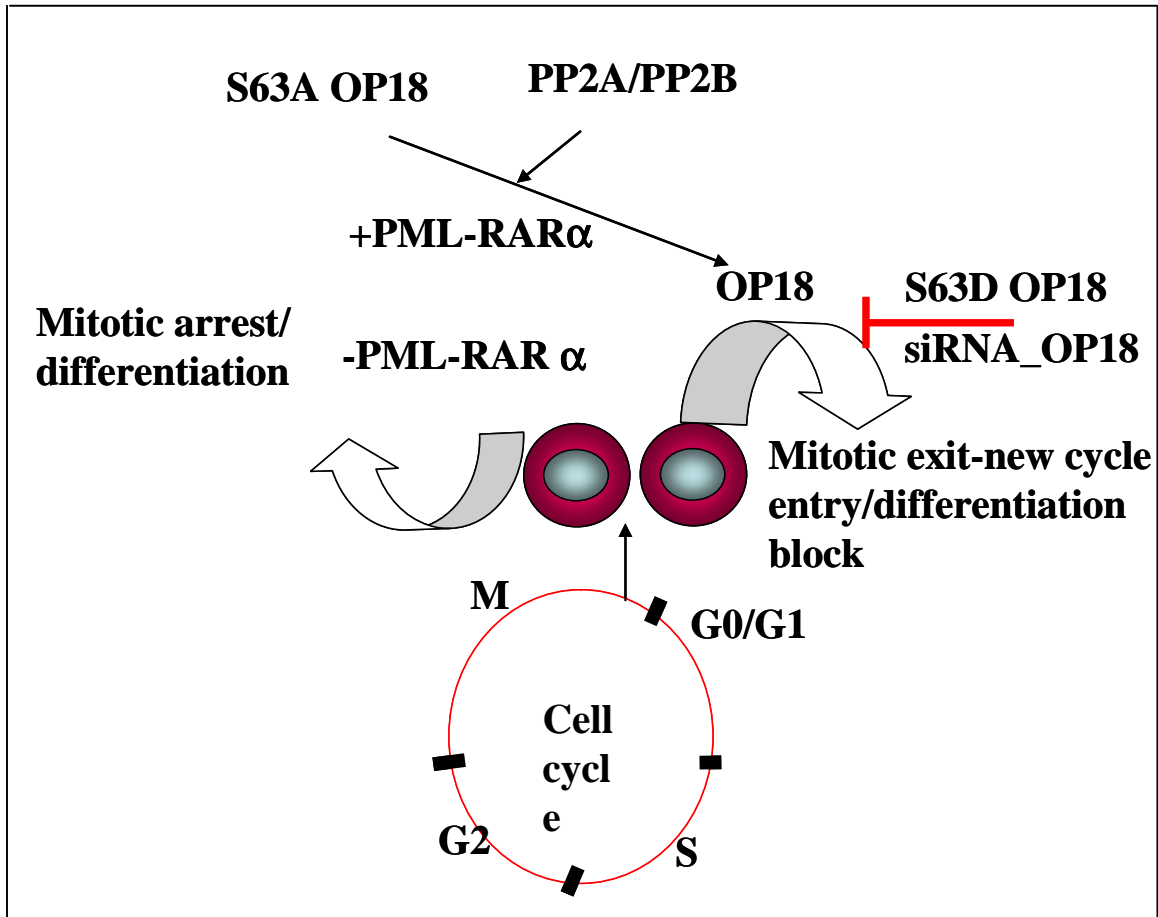 S63A OP18
PP2A/PP2B
+PML-RARα
OP18
S63D OP18
siRNA_OP18
Mitotic arrest/
differentiation
-PML-RAR α
Mitotic exit-new cycle
entry/differentiation
block
M
G0/G1
Cell
cycl
e
G2
S